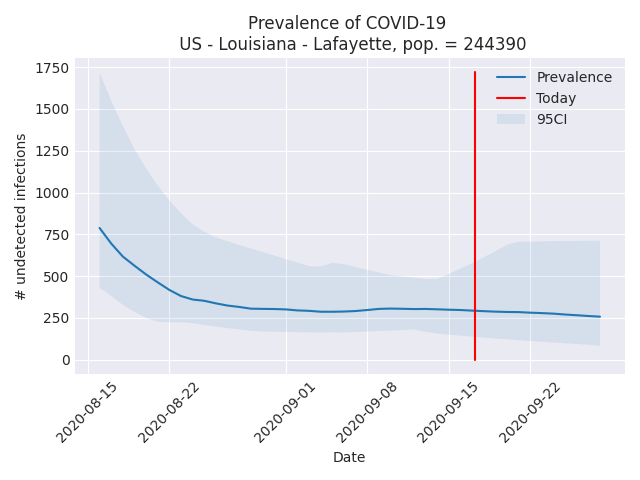 Prevalence of COVID-19
US - Louisiana - Lafayette, pop. = 244390
1750
1500
1250
1000
750
500
250
0
# undetected infections
Prevalence
Today
95CI
2020-08-15
2020-08-22
2020-09-01
2020-09-08
2020-09-15
2020-09-22
Date